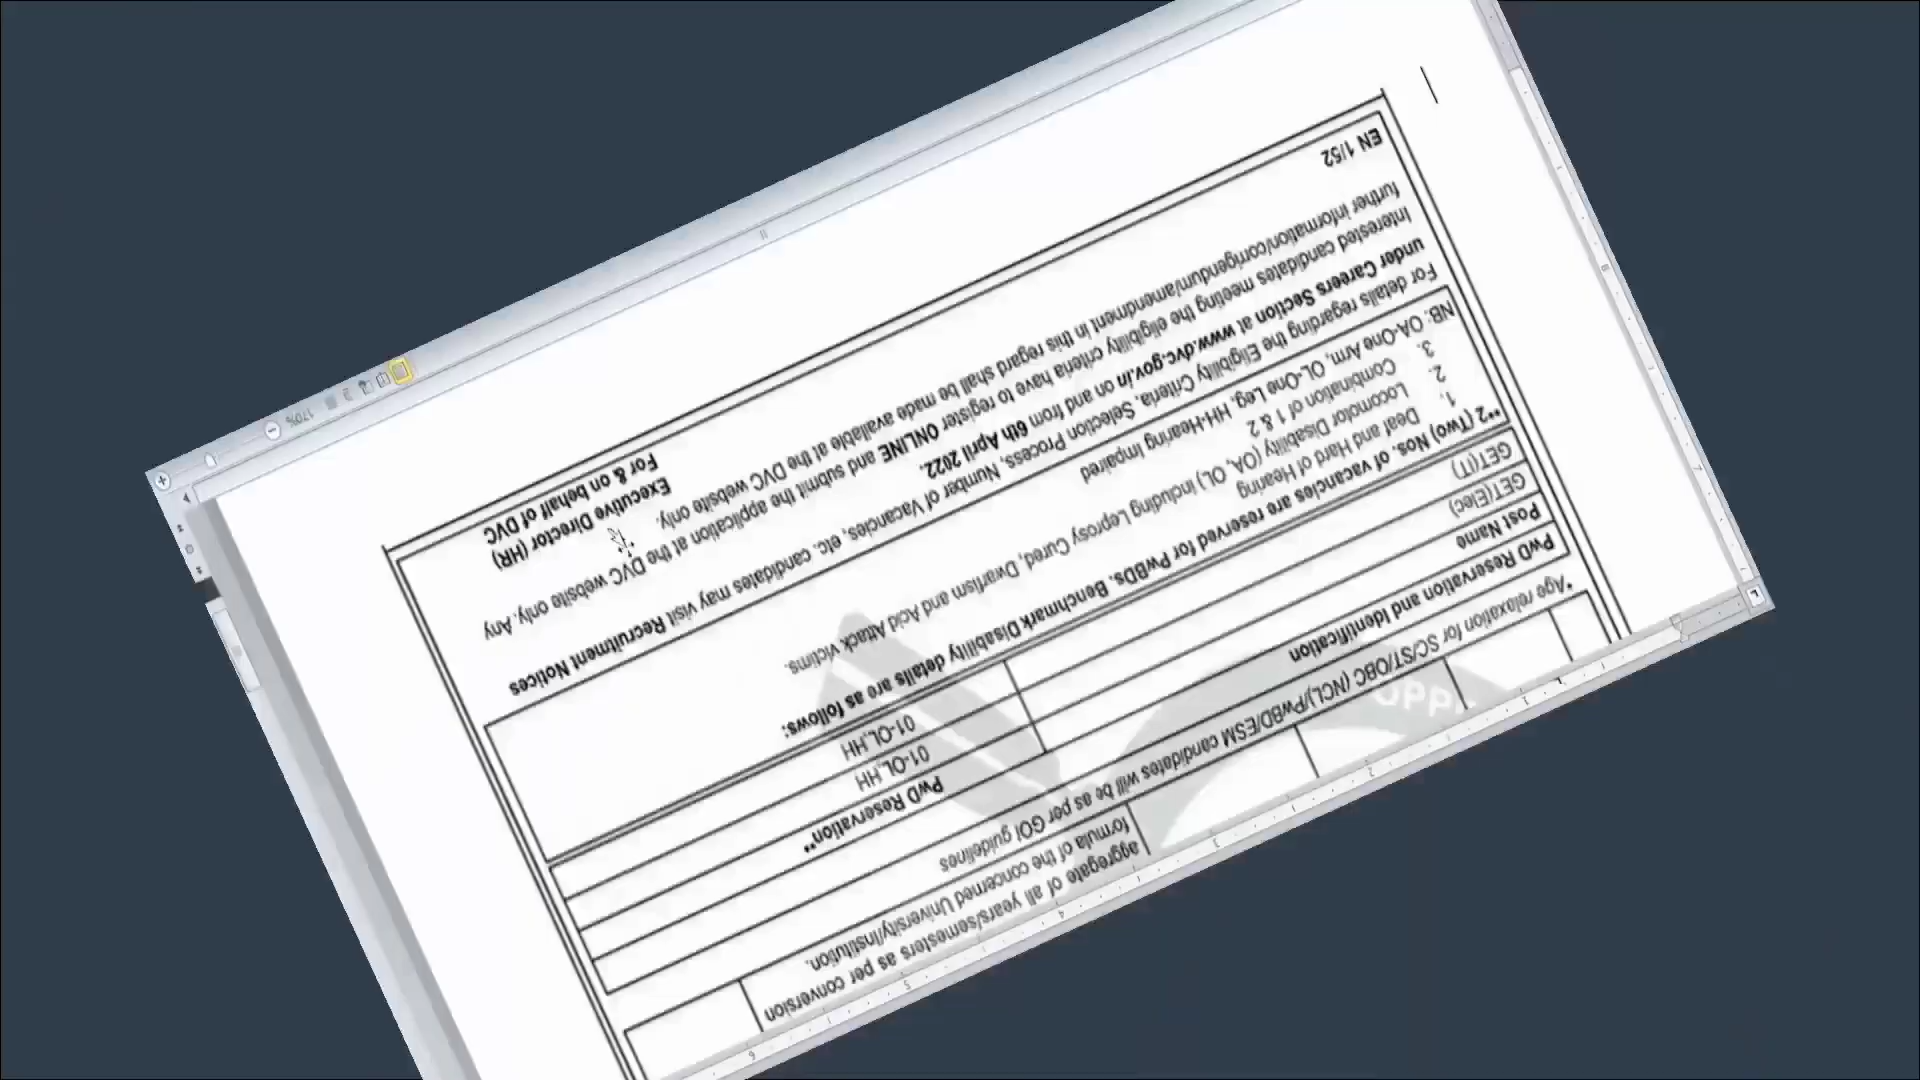 aggregate of all years/semesters as per conversion
formula of the concerned University/Institution.
*Age relaxation for SC/ST/OBC (NCL)/PwBD/ESM candidates will be as per GOI guidelines
PwD Reservation and Identification
Post Name PwD Reservation**
GET(Elec) 01-OL,HH
GET(IT) 01-OL,HH
**2 (Two) Nos. of vacancies are reserved for PwBDs. Benchmark Disability details are as follows:
1. Deaf and Hard of Hearing
2. Locomotor Disability (OA, OL) including Leprosy Cured, Dwarfism and Acid Attack victims.
3. Combination of 1 & 2
NB: OA-One Arm, OL-One Leg, HH-Hearing Impaired
For details regarding the Eligibility Criteria, Selection Process, Number of Vacancies, etc. candidates may visit Recruitment Notices
under Careers Section at www.dvc.gov.in on and from 6th April 2022.
Interested candidates meeting the eligibility criteria have to register ONLINE and submit the application at the DVC website only. Any
further information/corrigendum/amendment in this regard shall be made available at the DVC website only.
Executive Director (HR)
EN 1/52 For & on behalf of DVC
170%